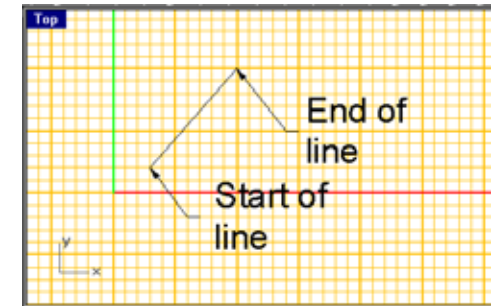 Top
End of
line
Start of
line
y
x